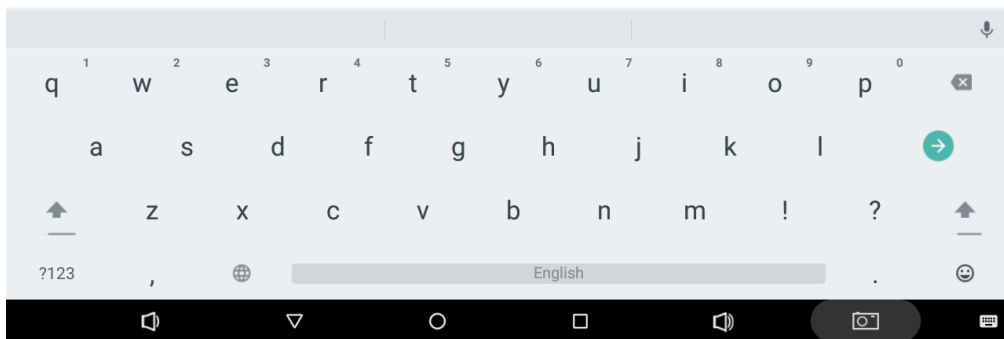 1 2 3 4 5 6 7 8 9 0
q w e r t y u i o p
a s d f g h j k l
z x c v b n m ! ?
?123 , English .